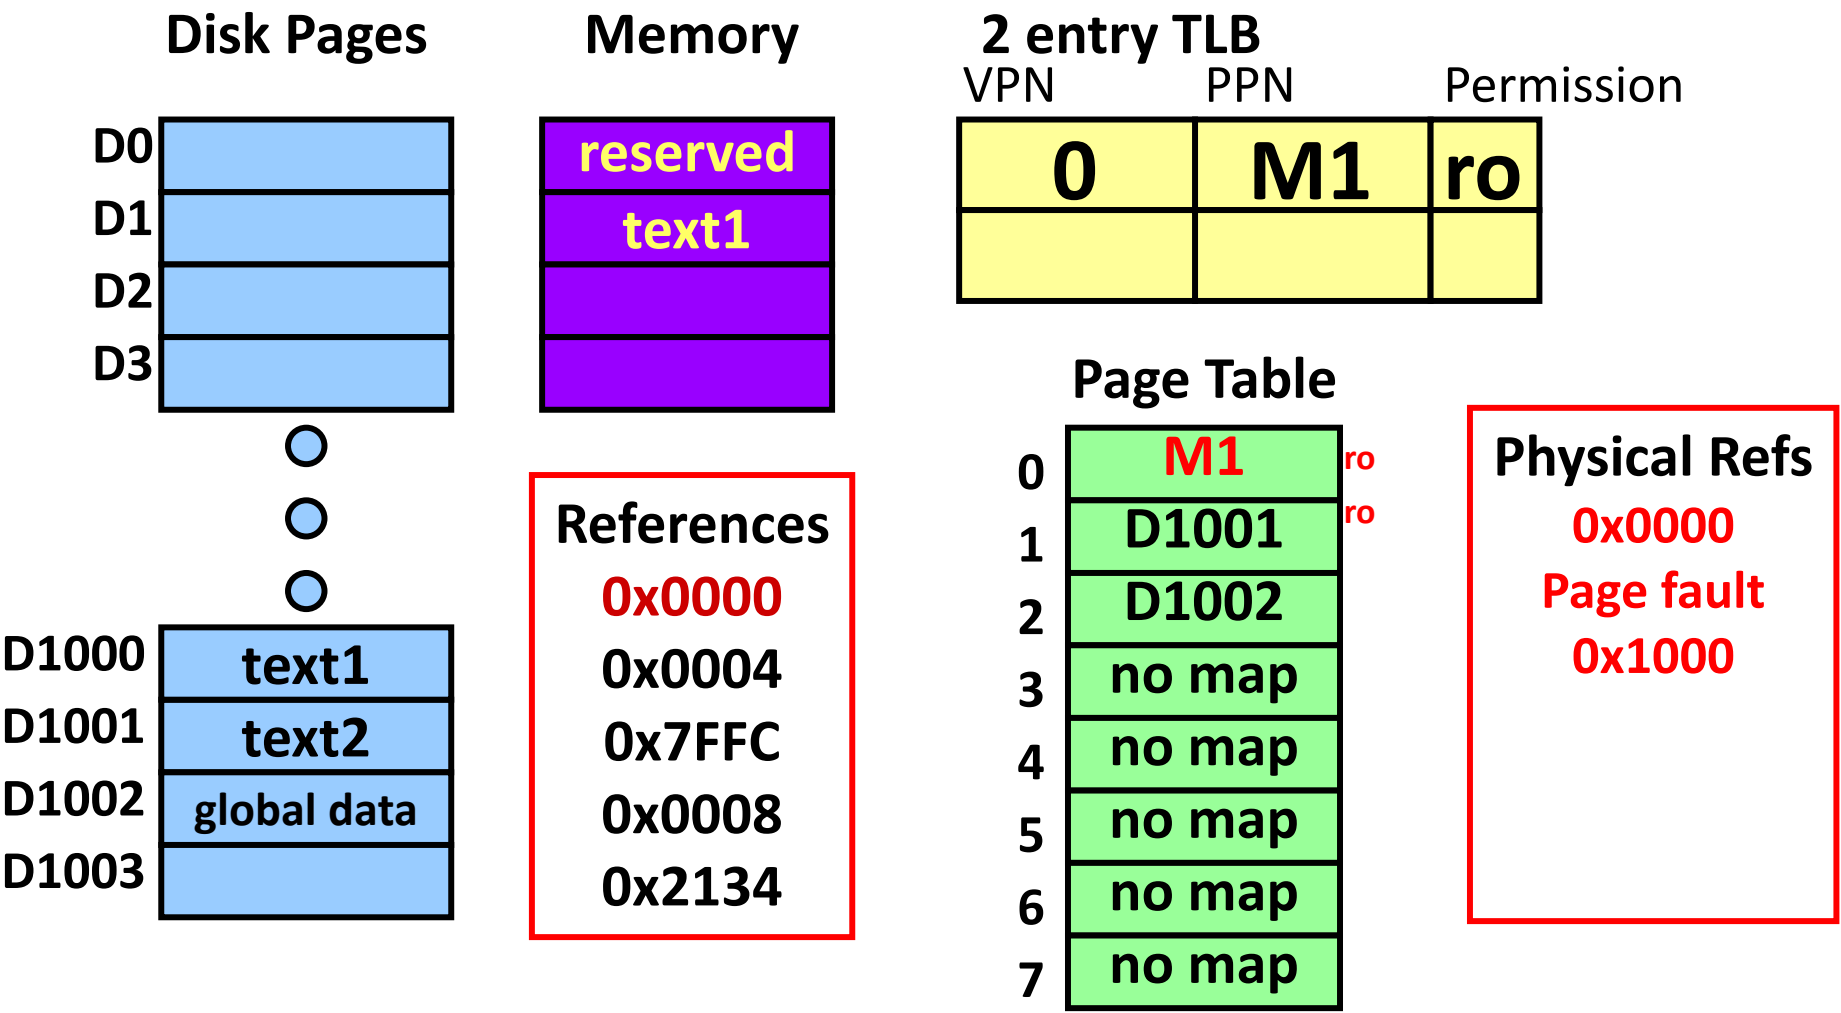 Disk Pages
D0
D1
D2
D3
D1000 text1
D1001 text2
D1002 global data
D1003
Memory
reserved
text1
References
0x0000
0x0004
0x7FFC
0x0008
0x2134
2 entry TLB
VPN PPN Permission
0 M1 ro
Page Table
0 M1 ro
1 D1001 ro
2 D1002
3 no map
4 no map
5 no map
6 no map
7 no map
Physical Refs
0x0000
Page fault
0x1000